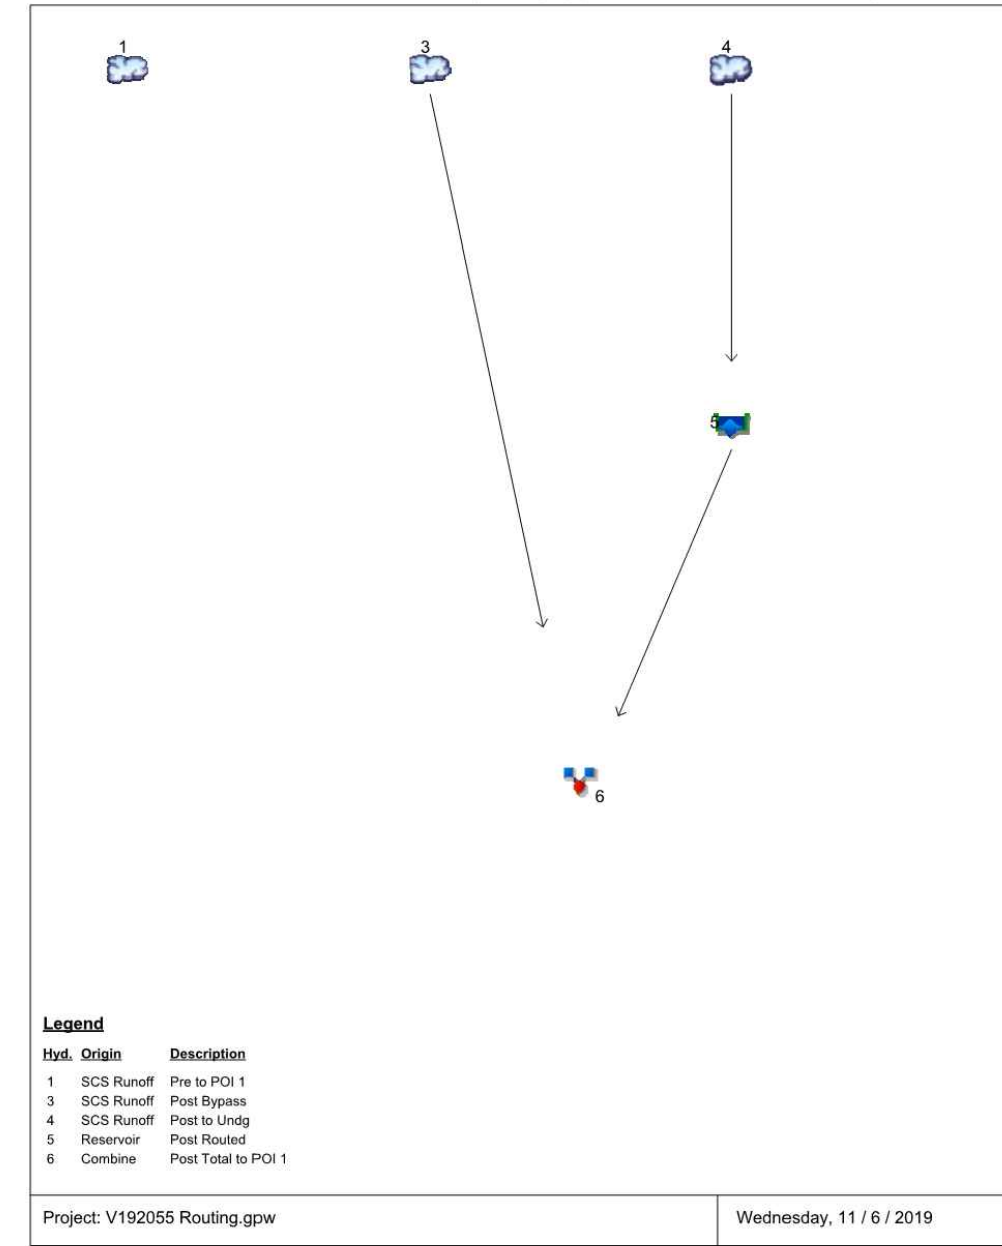 1 3 4
5
6
Legend
Hyd. Origin Description
1 SCS Runoff Pre to POI 1
3 SCS Runoff Post Bypass
4 SCS Runoff Post to Undg
5 Reservoir Post Routed
6 Combine Post Total to POI 1
Project: V192055 Routing.gpw Wednesday, 11 / 6 / 2019